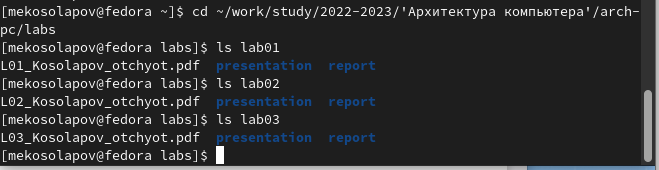 [mekosolapov@fedora ~]$ cd ~/work/study/2022-2023/'Архитектура компьютера'/arch-
pc/labs
[mekosolapov@fedora labs]$ ls lab01
L01_Kosolapov_otchyot.pdf  presentation  report
[mekosolapov@fedora labs]$ ls lab02
L02_Kosolapov_otchyot.pdf  presentation  report
[mekosolapov@fedora labs]$ ls lab03
L03_Kosolapov_otchyot.pdf  presentation  report
[mekosolapov@fedora labs]$